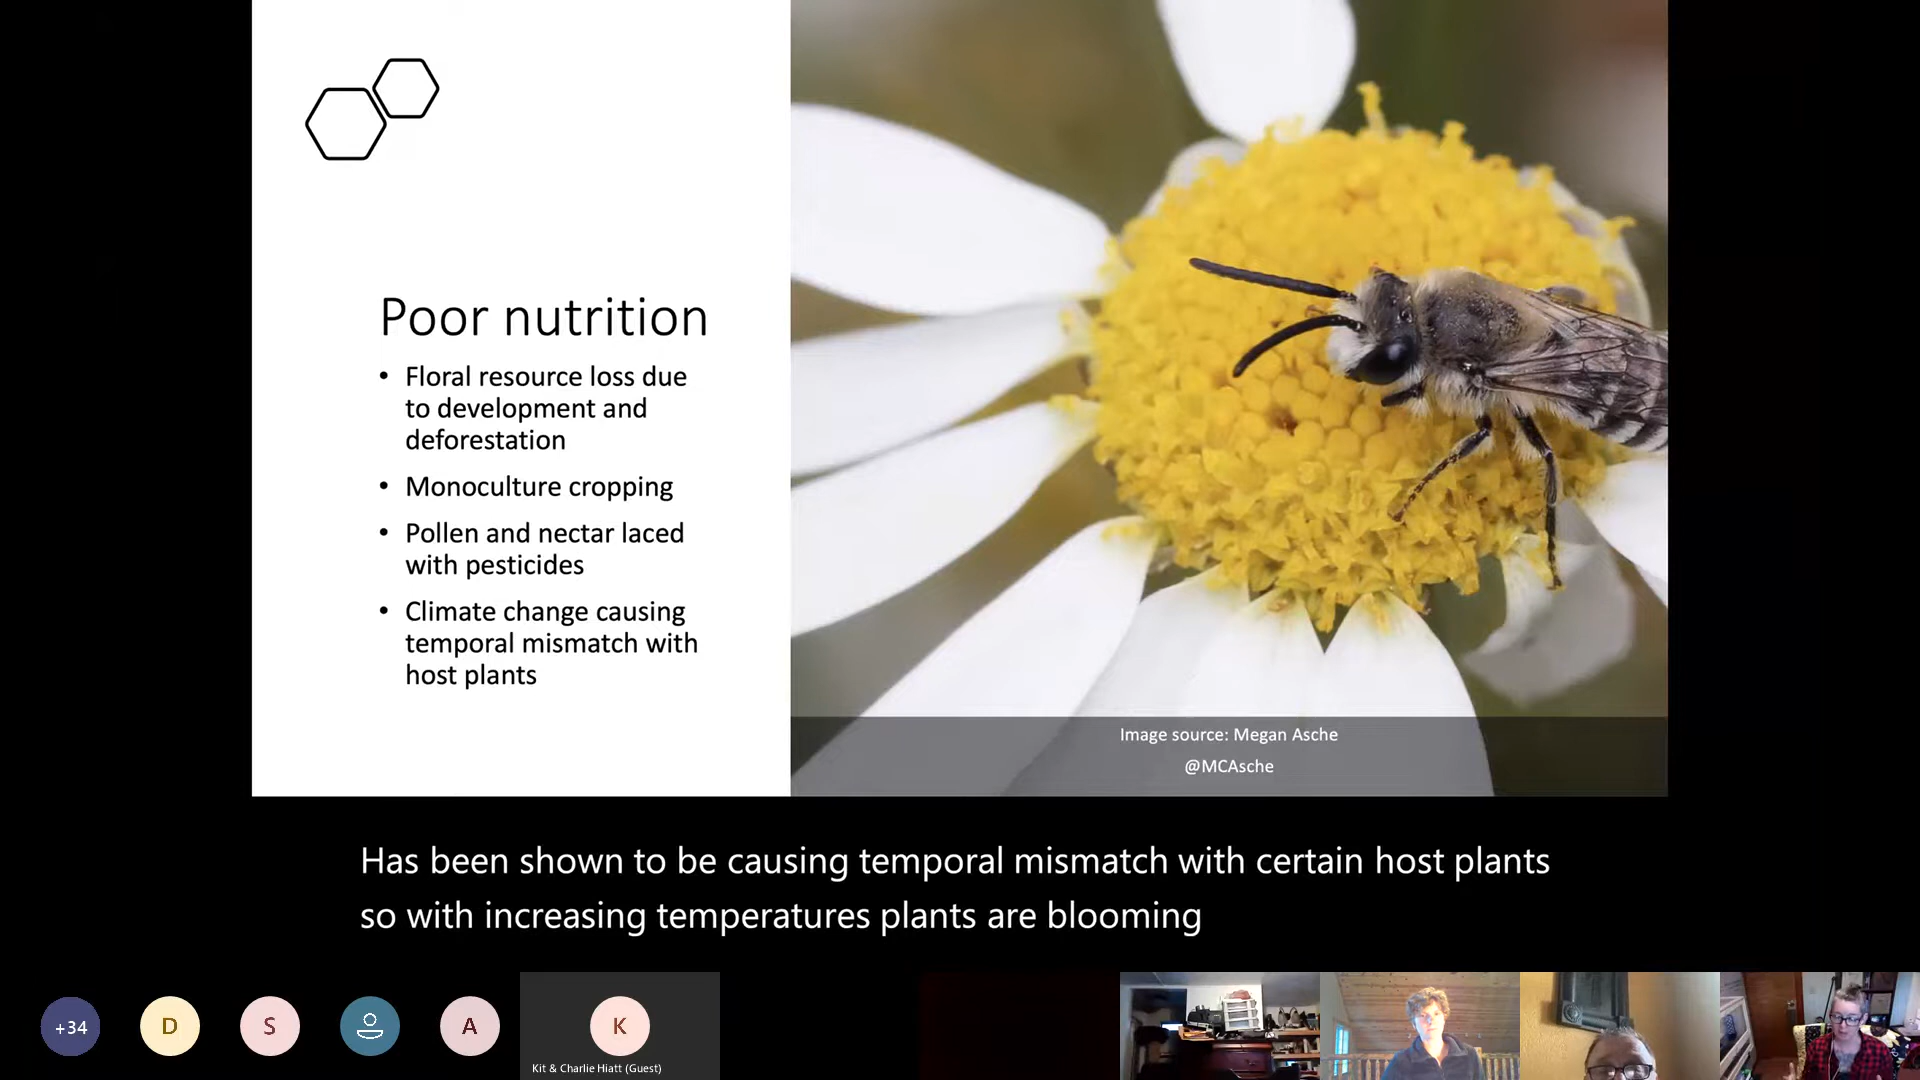 Poor nutrition
• Floral resource loss due
to development and
deforestation
• Monoculture cropping
• Pollen and nectar laced
with pesticides
• Climate change causing
temporal mismatch with
host plants
Image source: Megan Asche
@MCAsche
Has been shown to be causing temporal mismatch with certain host plants
so with increasing temperatures plants are blooming
+34
D
S
A
K
Kit & Charlie Hiatt (Guest)